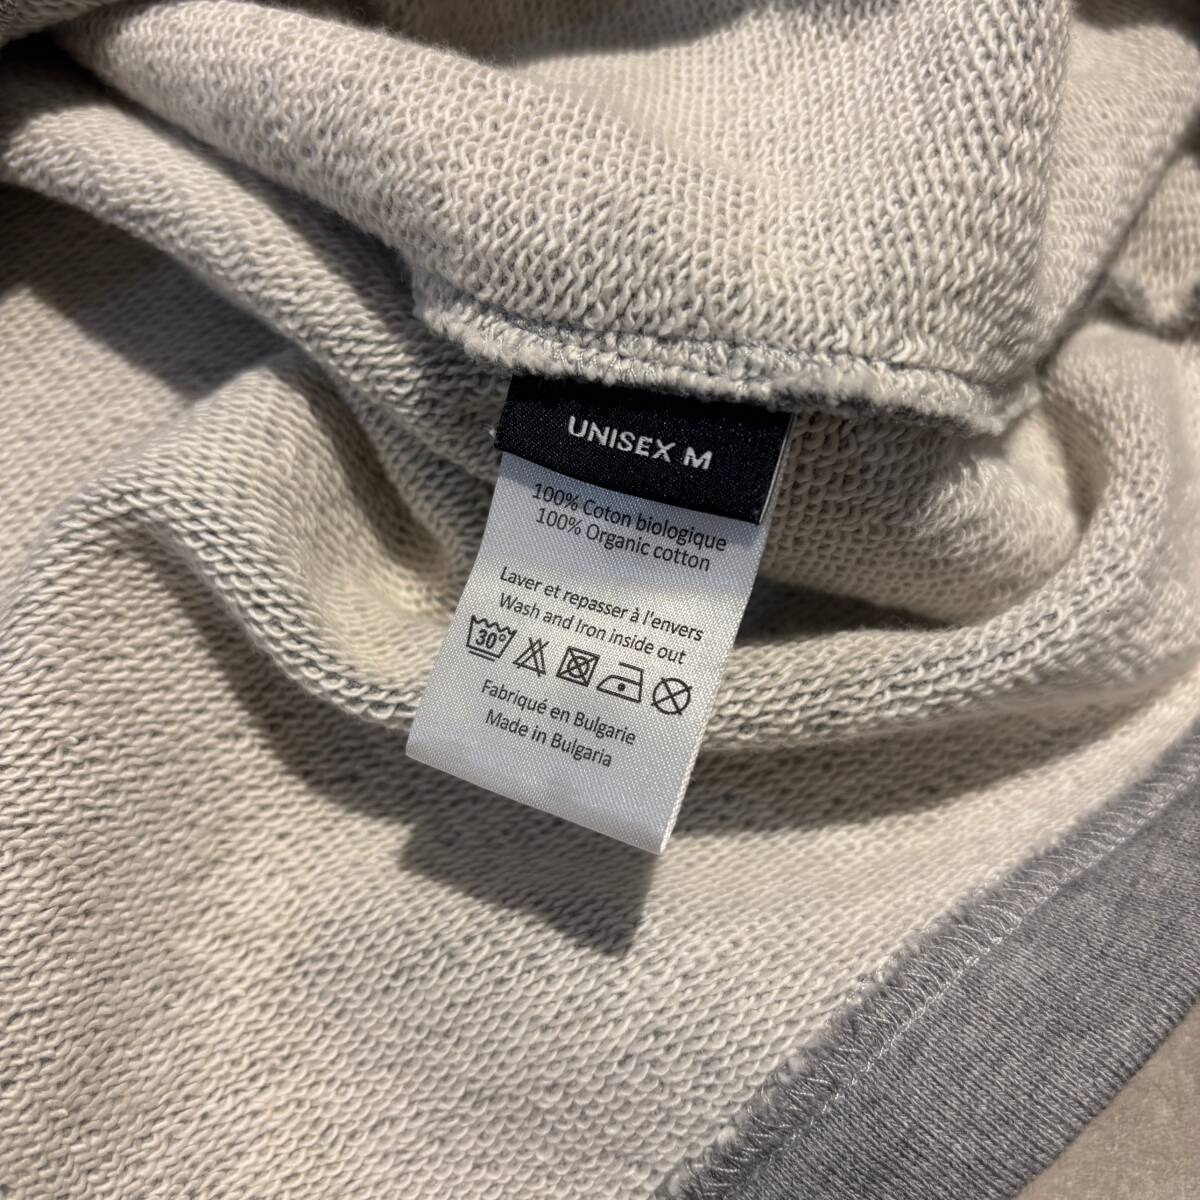 UNISEX M
100% Coton biologique
100% Organic cotton
Laver et repasser à l'envers
Wash and Iron inside out
30°
Fabriqué en Bulgarie
Made in Bulgaria